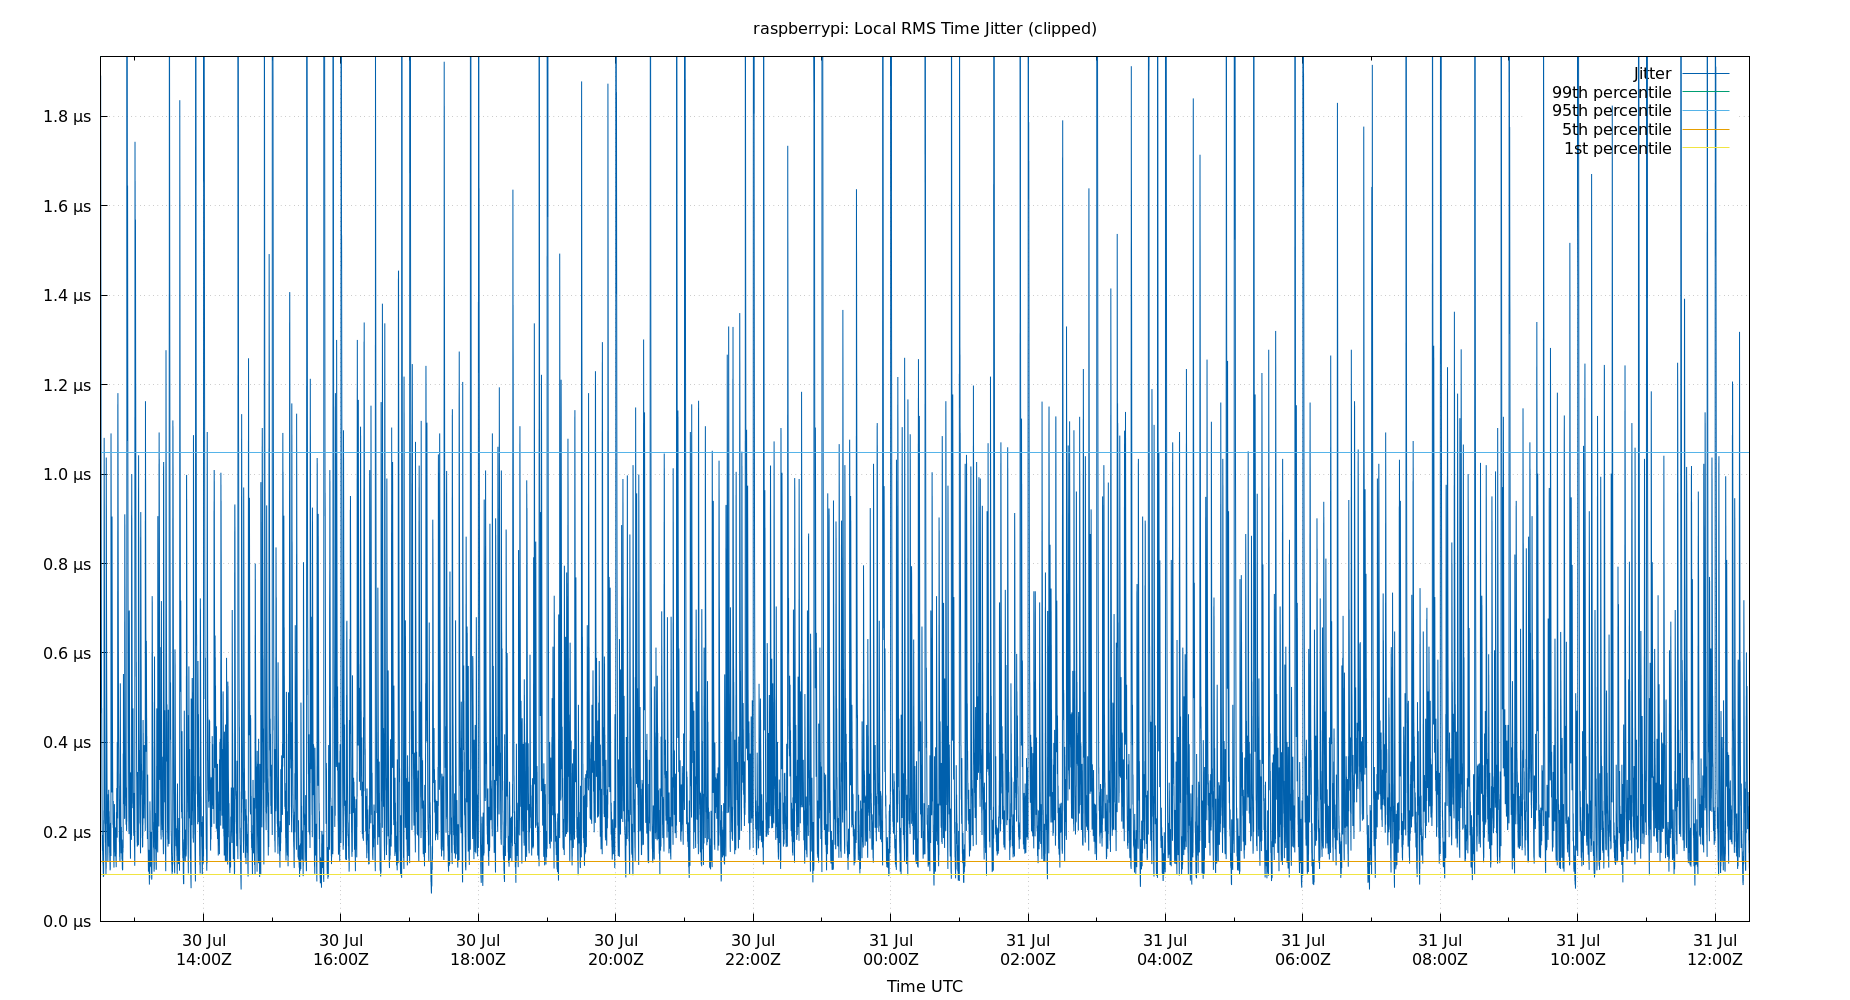 raspberrypi: Local RMS Time Jitter (clipped)
Jitter
99th percentile
95th percentile
5th percentile
1st percentile
1.8 μs
1.6 μs
1.4 μs
1.2 μs
1.0 μs
0.8 μs
0.6 μs
0.4 μs
0.2 μs
0.0 μs
30 Jul 30 Jul 30 Jul 30 Jul 30 Jul 31 Jul 31 Jul 31 Jul 31 Jul 31 Jul 31 Jul 31 Jul
14:00Z 16:00Z 18:00Z 20:00Z 22:00Z 00:00Z 02:00Z 04:00Z 06:00Z 08:00Z 10:00Z 12:00Z
Time UTC